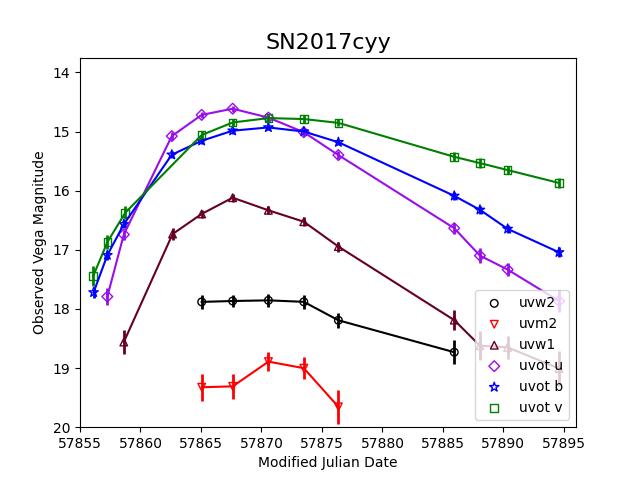 SN2017cyy
Observed Vega Magnitude
14
15
16
17
18
19
20
uvw2
uvm2
uvw1
uvot u
uvot b
uvot v
57855 57860 57865 57870 57875 57880 57885 57890 57895
Modified Julian Date